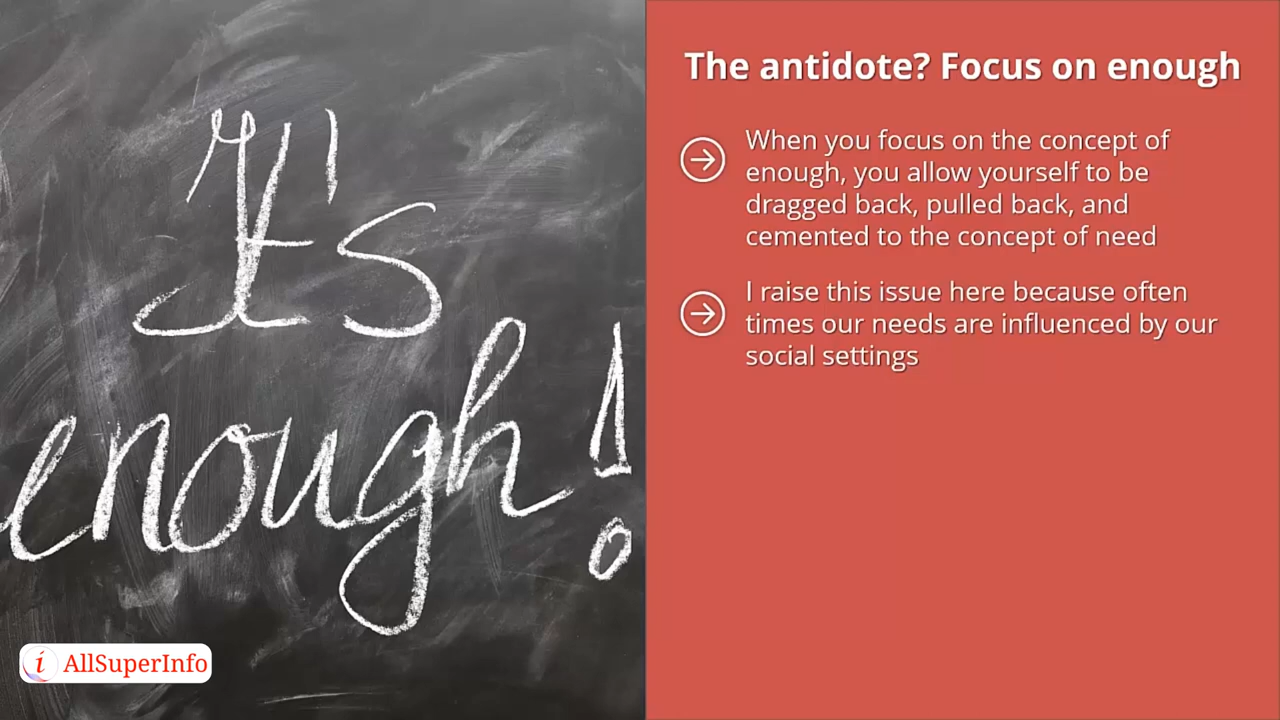 It's
enough!
i AllSuperInfo
The antidote? Focus on enough
When you focus on the concept of
enough, you allow yourself to be
dragged back, pulled back, and
cemented to the concept of need
I raise this issue here because often
times our needs are influenced by our
social settings